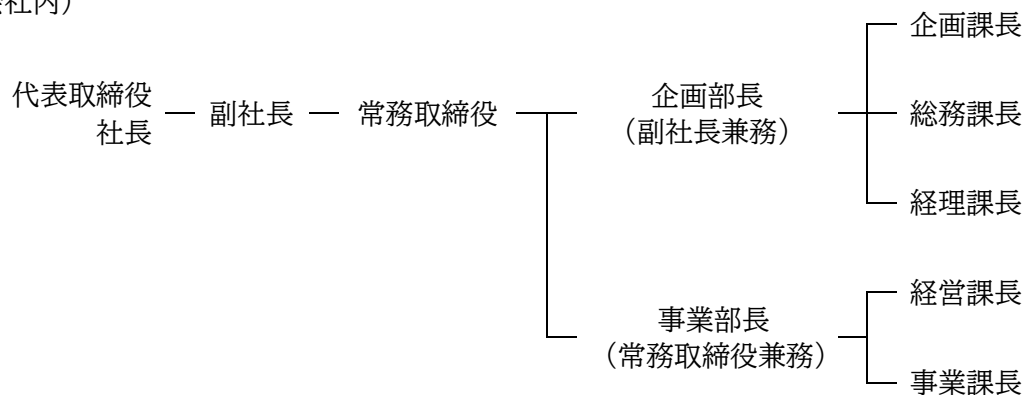 社内）
企画課長
代表取締役
社長
副社長
常務取締役
企画部長
（副社長兼務）
総務課長
経理課長
事業部長
（常務取締役兼務）
経営課長
事業課長